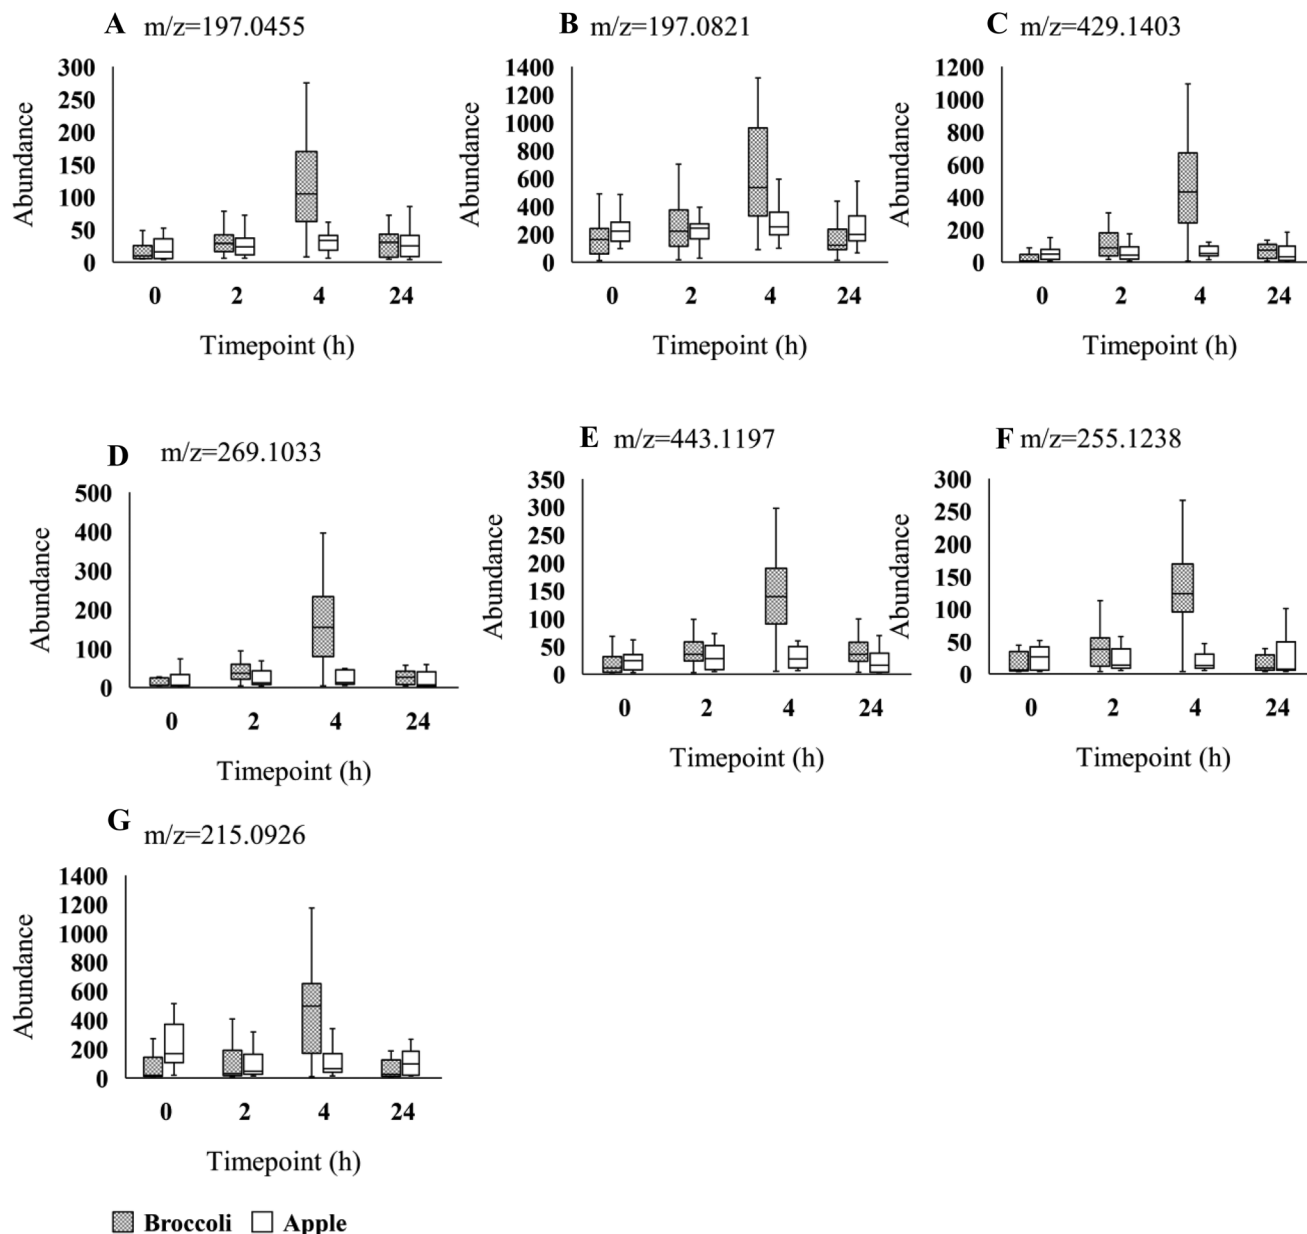 A m/z=197.0455
Abundance
300
250
200
150
100
50
0
0 2 4 24
Timepoint (h)
B m/z=197.0821
Abundance
1400
1200
1000
800
600
400
200
0
0 2 4 24
Timepoint (h)
C m/z=429.1403
Abundance
1200
1000
800
600
400
200
0
0 2 4 24
Timepoint (h)
D m/z=269.1033
Abundance
500
400
300
200
100
0
0 2 4 24
Timepoint (h)
E m/z=443.1197
Abundance
350
300
250
200
150
100
50
0
0 2 4 24
Timepoint (h)
F m/z=255.1238
Abundance
300
250
200
150
100
50
0
0 2 4 24
Timepoint (h)
G m/z=215.0926
Abundance
1400
1200
1000
800
600
400
200
0
0 2 4 24
Timepoint (h)
Broccoli Apple